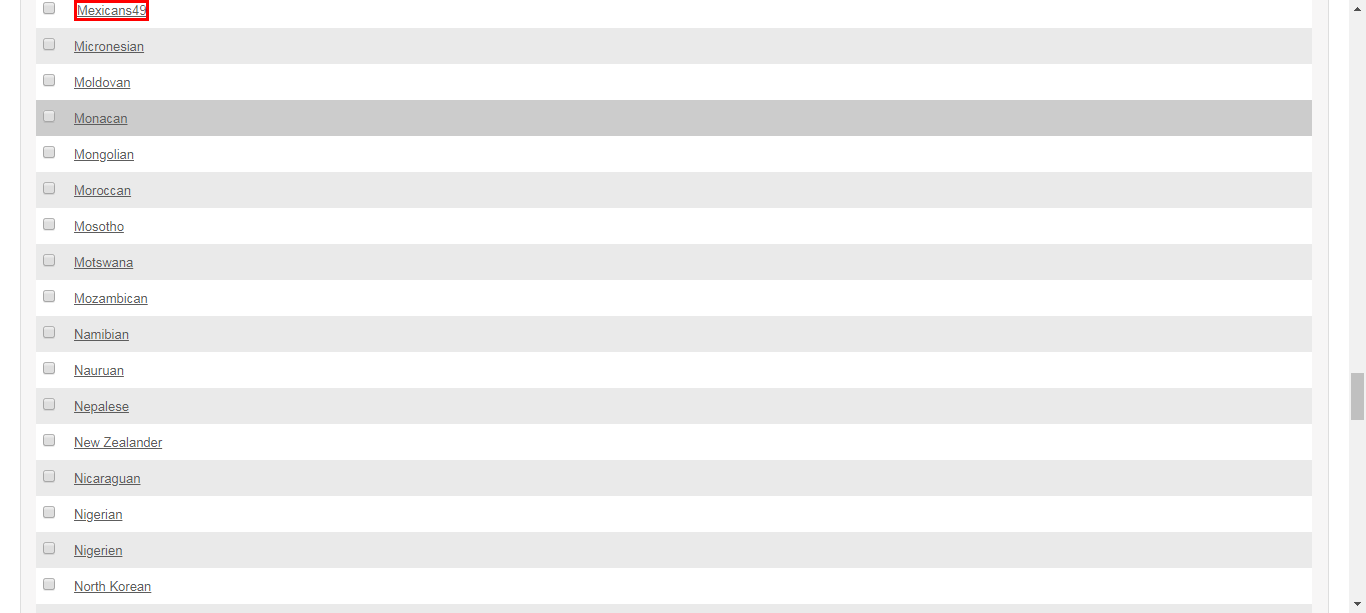 Mexicans49
Micronesian
Moldovan
Monacan
Mongolian
Moroccan
Mosotho
Motswana
Mozambican
Namibian
Nauruan
Nepalese
New Zealander
Nicaraguan
Nigerian
Nigerien
North Korean